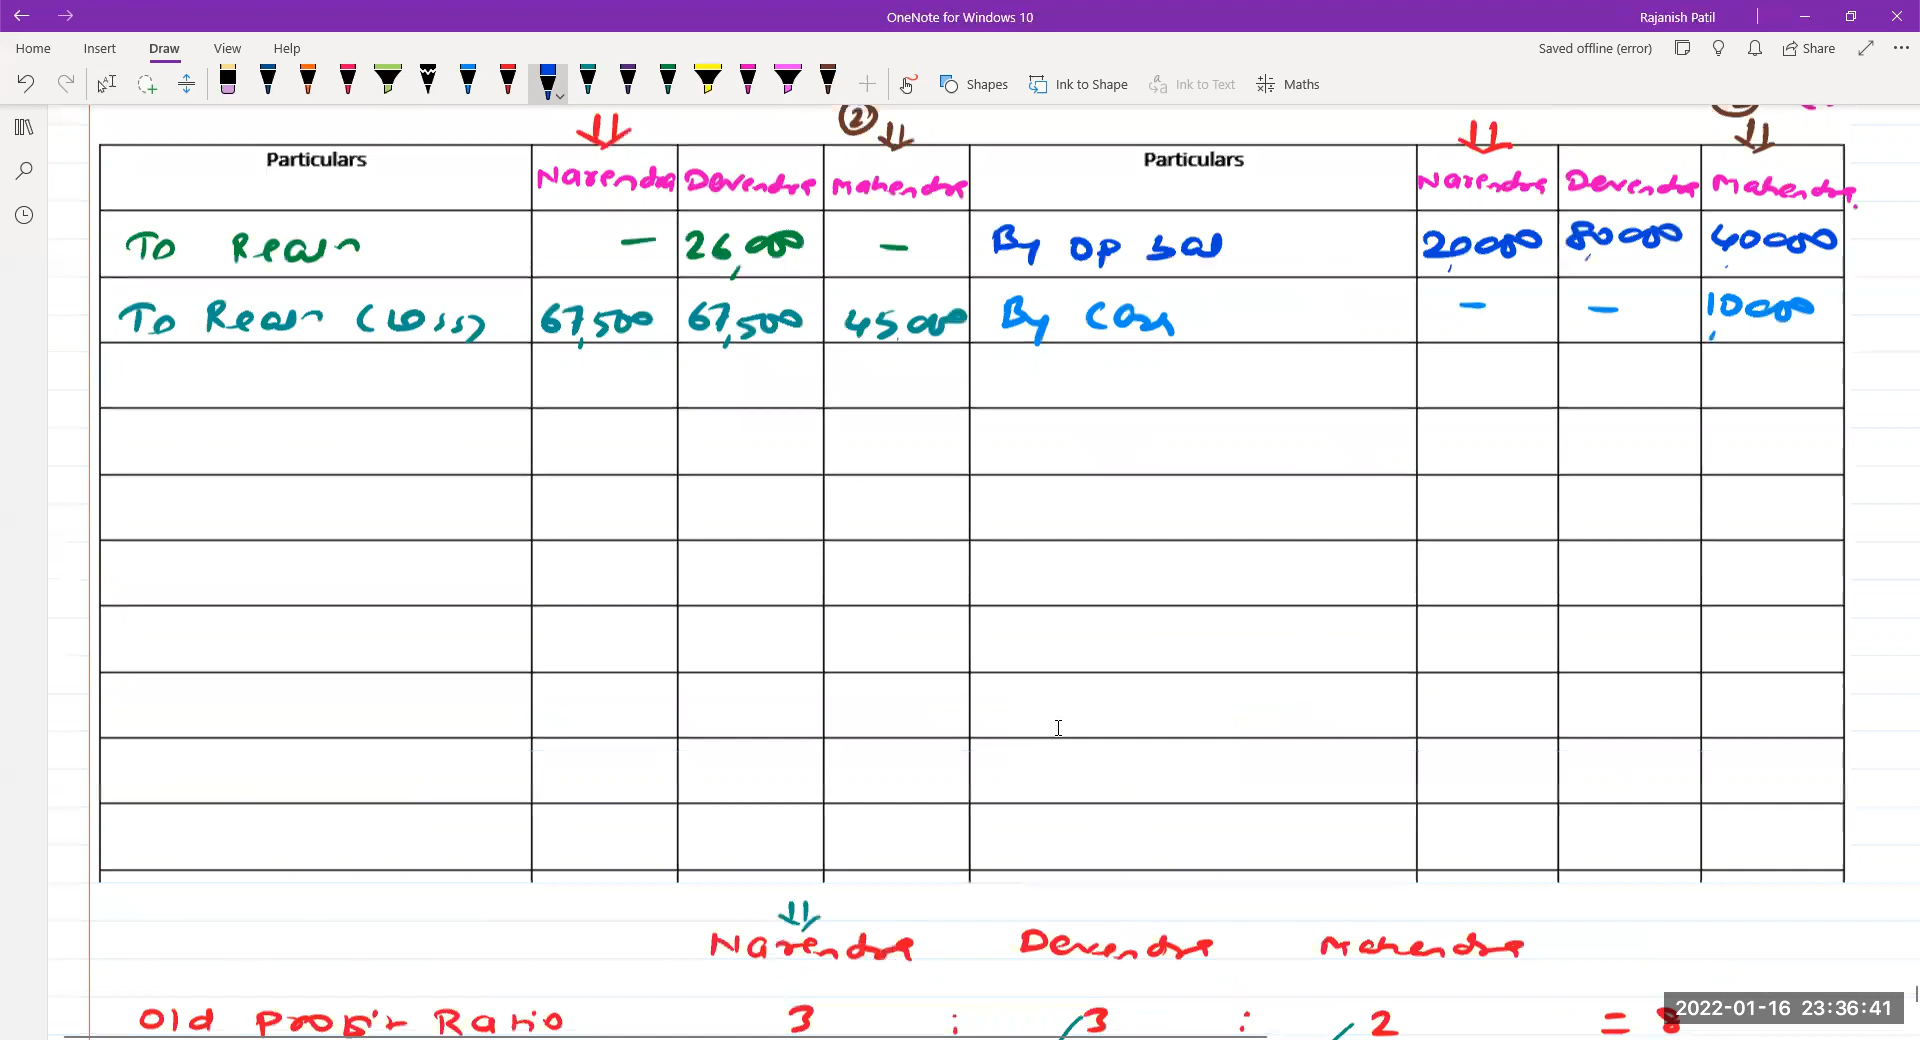 OneNote for Windows 10
Rajanish Patil
Home Insert Draw View Help
Saved offline (error) Share
Shapes Ink to Shape Ink to Text Maths
2
Particulars Narendra Devendra Mahendra Particulars Narendra Devendra Mahendra
To Realn — 26,000 — By Op bal 20,000 80,000 40,000
To Realn (Loss) 67,500 67,500 45,000 By Cash — — 10,000
Narendra Devendra Mahendra
Old Profit Ratio 3 : 3 : 2 = 8
2022-01-16 23:36:41